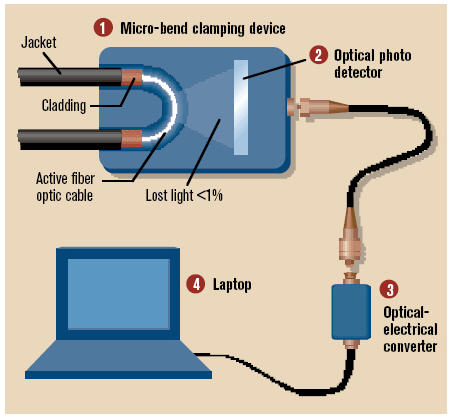 1 Micro-bend clamping device
Jacket
2 Optical photo
detector
Cladding
Active fiber
optic cable
Lost light <1%
3
Optical-
electrical
converter
4 Laptop